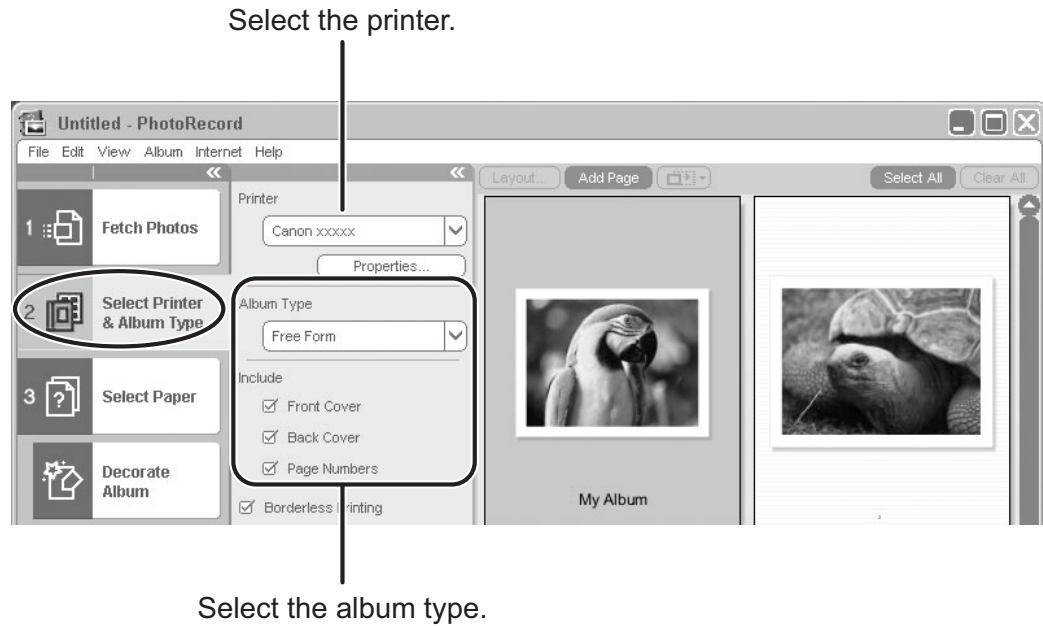 Select the printer.
Untitled - PhotoRecord
File Edit View Album Internet Help
Layout... Add Page Select All Clear All
1 Fetch Photos
2 Select Printer
& Album Type
3 Select Paper
Decorate
Album
Printer
Canon xxxxx
Properties...
Album Type
Free Form
Include
Front Cover
Back Cover
Page Numbers
Borderless Printing
My Album
2
Select the album type.